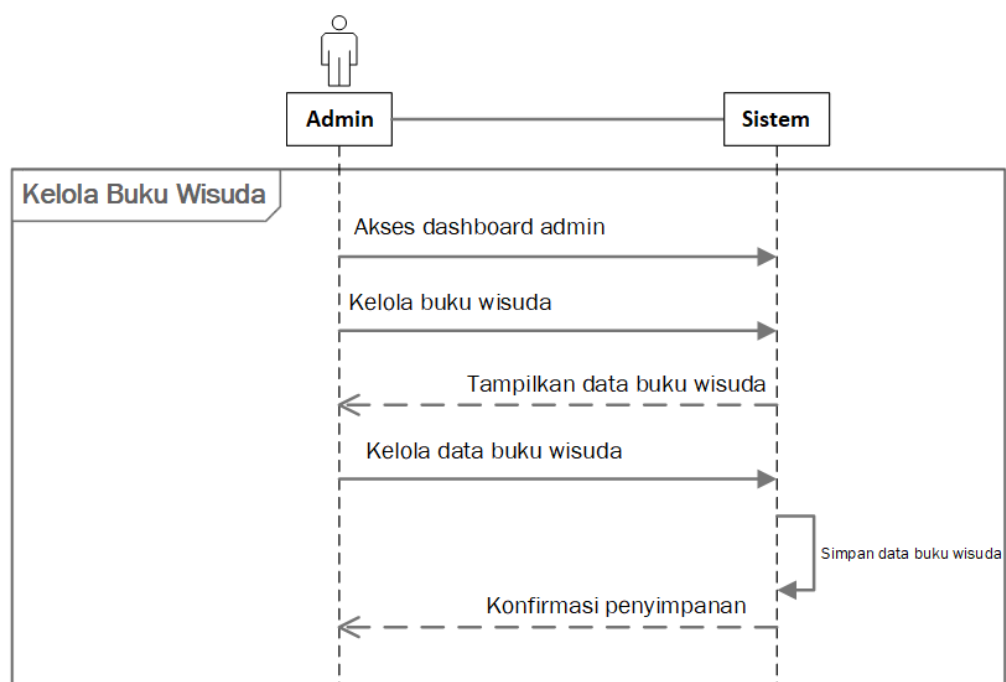 Admin
Sistem
Kelola Buku Wisuda
Akses dashboard admin
Kelola buku wisuda
Tampilkan data buku wisuda
Kelola data buku wisuda
Simpan data buku wisuda
Konfirmasi penyimpanan